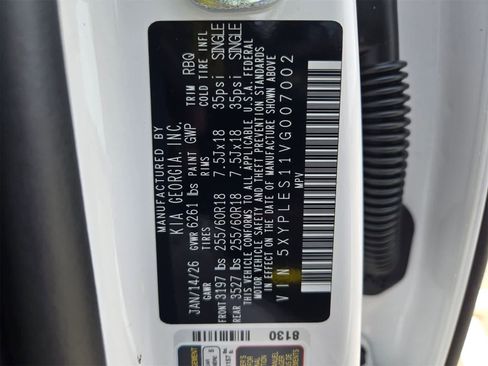 MANUFACTURED BY
KIA GEORGIA, INC.
JAN/14/26 GVWR 6261 lbs PAINT GWP TRIM RBQ
GAWR TIRES RIMS COLD TIRE INFL
FRONT 3197 lbs 255/60R18 7.5Jx18 35psi SINGLE
REAR 3527 lbs 255/60R18 7.5Jx18 35psi SINGLE
THIS VEHICLE CONFORMS TO ALL APPLICABLE U.S.A. FEDERAL
MOTOR VEHICLE SAFETY AND THEFT PREVENTION STANDARDS
IN EFFECT ON THE DATE OF MANUFACTURE SHOWN ABOVE
VIN 5XYPLES11VG007002
MPV
8130